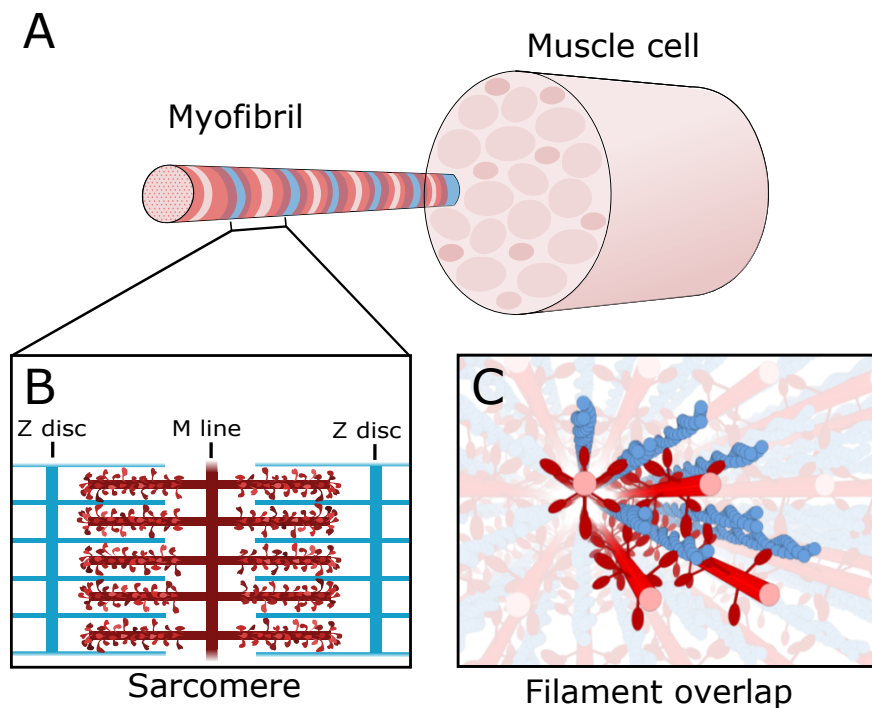 A
Muscle cell
Myofibril
B
Z disc
M line
Z disc
Sarcomere
C
Filament overlap